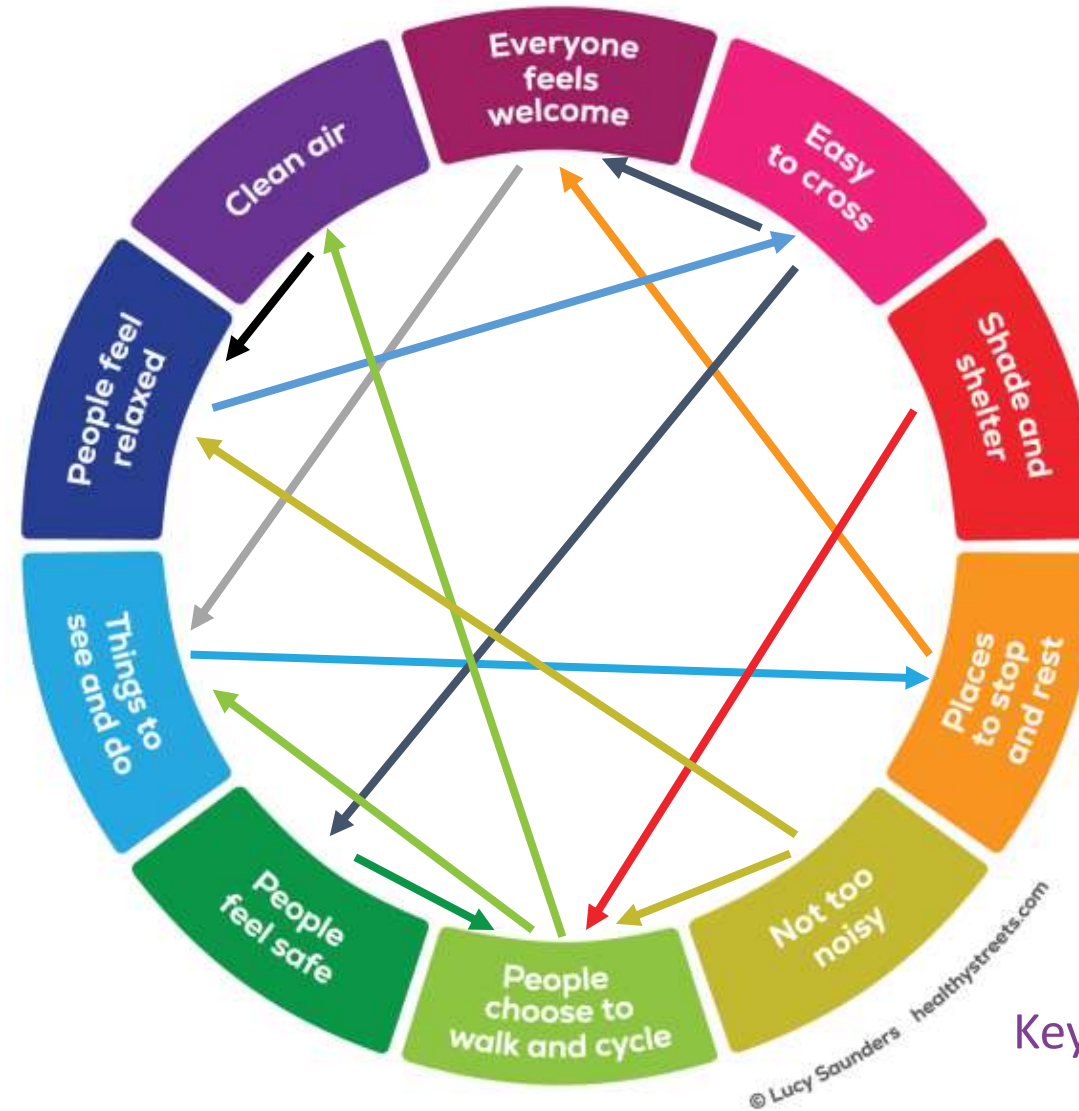 Everyone
feels
welcome
Easy
to cross
Shade and
shelter
Places
to stop
and rest
Not too
noisy
People
choose to
walk and cycle
People
feel safe
Things to
see and do
People feel
relaxed
Clean air
© Lucy Saunders healthystreets.com
Key